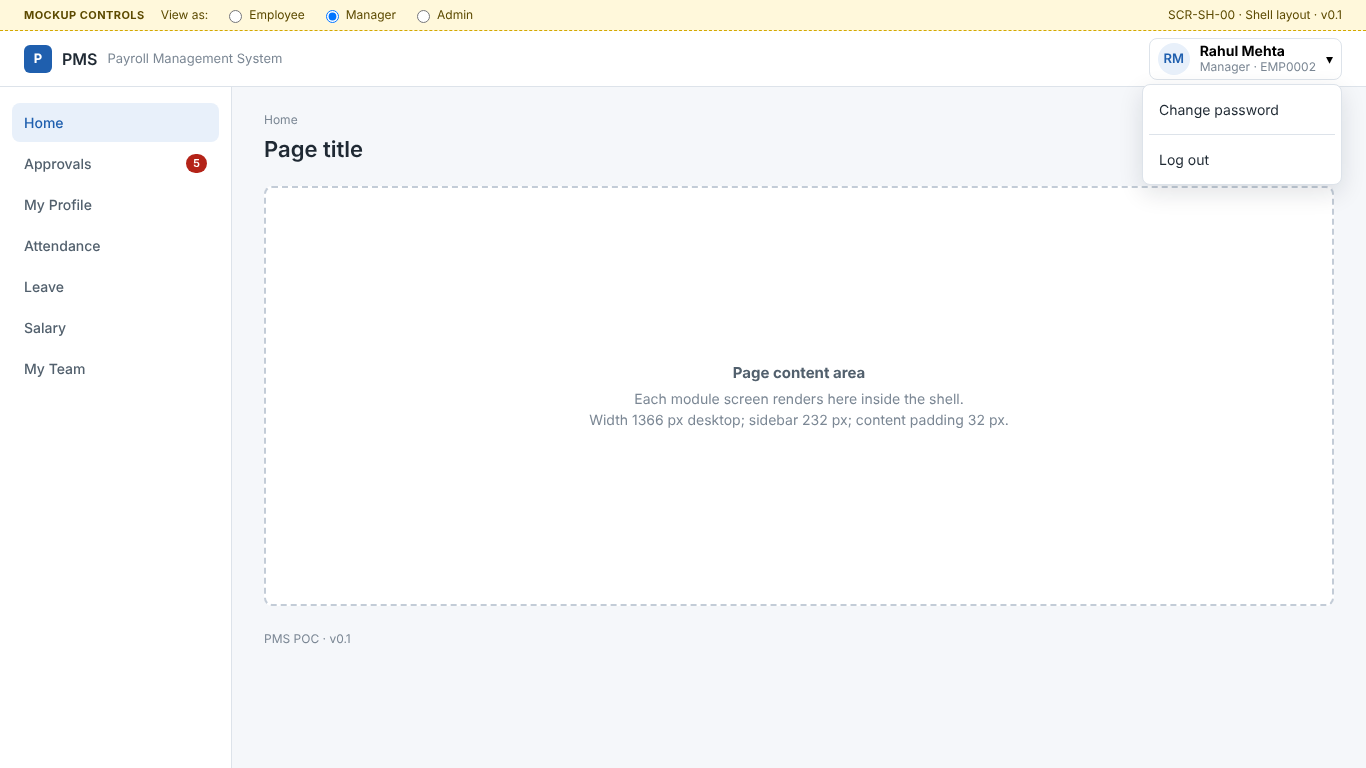 MOCKUP CONTROLS View as: Employee Manager Admin SCR-SH-00 · Shell layout · v0.1
P PMS Payroll Management System
RM Rahul Mehta ▾
Manager · EMP0002
Change password
Log out
Home
Approvals 5
My Profile
Attendance
Leave
Salary
My Team
Home
Page title
Page content area
Each module screen renders here inside the shell.
Width 1366 px desktop; sidebar 232 px; content padding 32 px.
PMS POC · v0.1